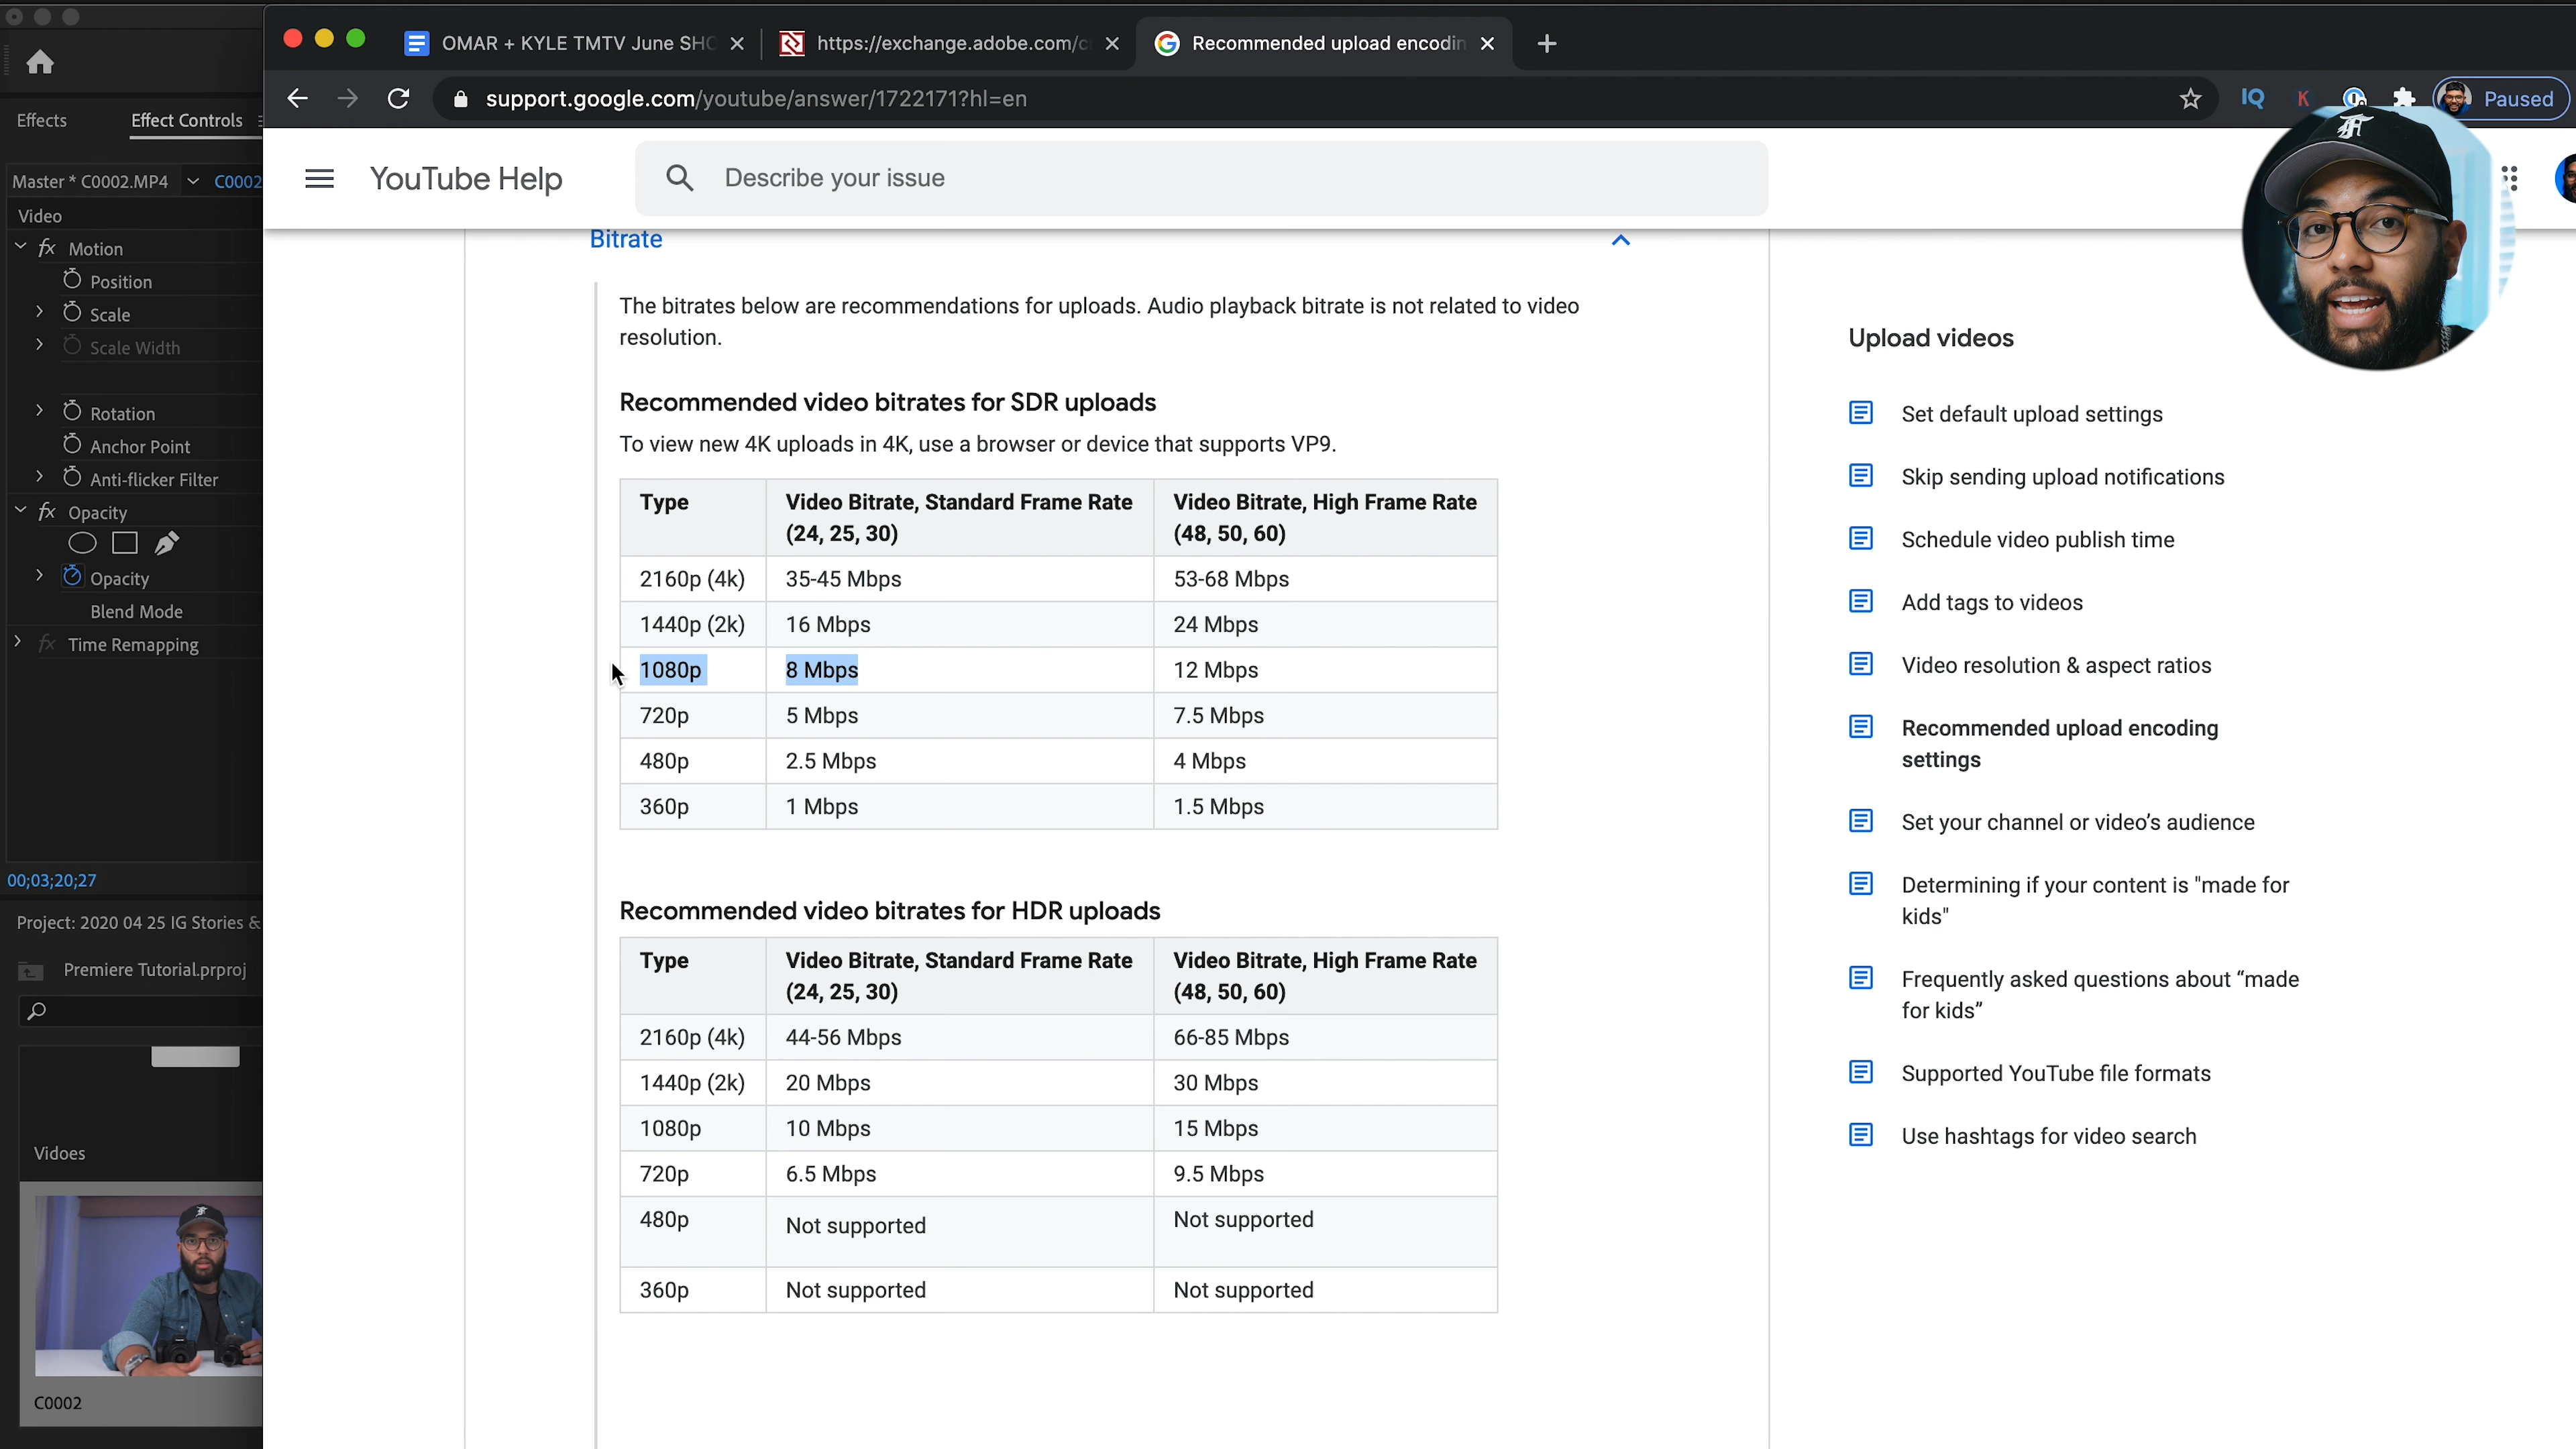 OMAR + KYLE TMTV June SHO
https://exchange.adobe.com/c
Recommended upload encodin
support.google.com/youtube/answer/1722171?hl=en
IQ
K
Paused
Effects
Effect Controls
Master * C0002.MP4
C0002
Video
fx Motion
Position
Scale
Scale Width
Rotation
Anchor Point
Anti-flicker Filter
fx Opacity
Opacity
Blend Mode
fx Time Remapping
00;03;20;27
Project: 2020 04 25 IG Stories &
Premiere Tutorial.prproj
Vidoes
C0002
YouTube Help
Describe your issue
Bitrate
The bitrates below are recommendations for uploads. Audio playback bitrate is not related to video
resolution.
Recommended video bitrates for SDR uploads
To view new 4K uploads in 4K, use a browser or device that supports VP9.
Type Video Bitrate, Standard Frame Rate Video Bitrate, High Frame Rate
(24, 25, 30) (48, 50, 60)
2160p (4k) 35-45 Mbps 53-68 Mbps
1440p (2k) 16 Mbps 24 Mbps
1080p 8 Mbps 12 Mbps
720p 5 Mbps 7.5 Mbps
480p 2.5 Mbps 4 Mbps
360p 1 Mbps 1.5 Mbps
Recommended video bitrates for HDR uploads
Type Video Bitrate, Standard Frame Rate Video Bitrate, High Frame Rate
(24, 25, 30) (48, 50, 60)
2160p (4k) 44-56 Mbps 66-85 Mbps
1440p (2k) 20 Mbps 30 Mbps
1080p 10 Mbps 15 Mbps
720p 6.5 Mbps 9.5 Mbps
480p Not supported Not supported
360p Not supported Not supported
Upload videos
Set default upload settings
Skip sending upload notifications
Schedule video publish time
Add tags to videos
Video resolution & aspect ratios
Recommended upload encoding
settings
Set your channel or video's audience
Determining if your content is "made for
kids"
Frequently asked questions about “made
for kids”
Supported YouTube file formats
Use hashtags for video search